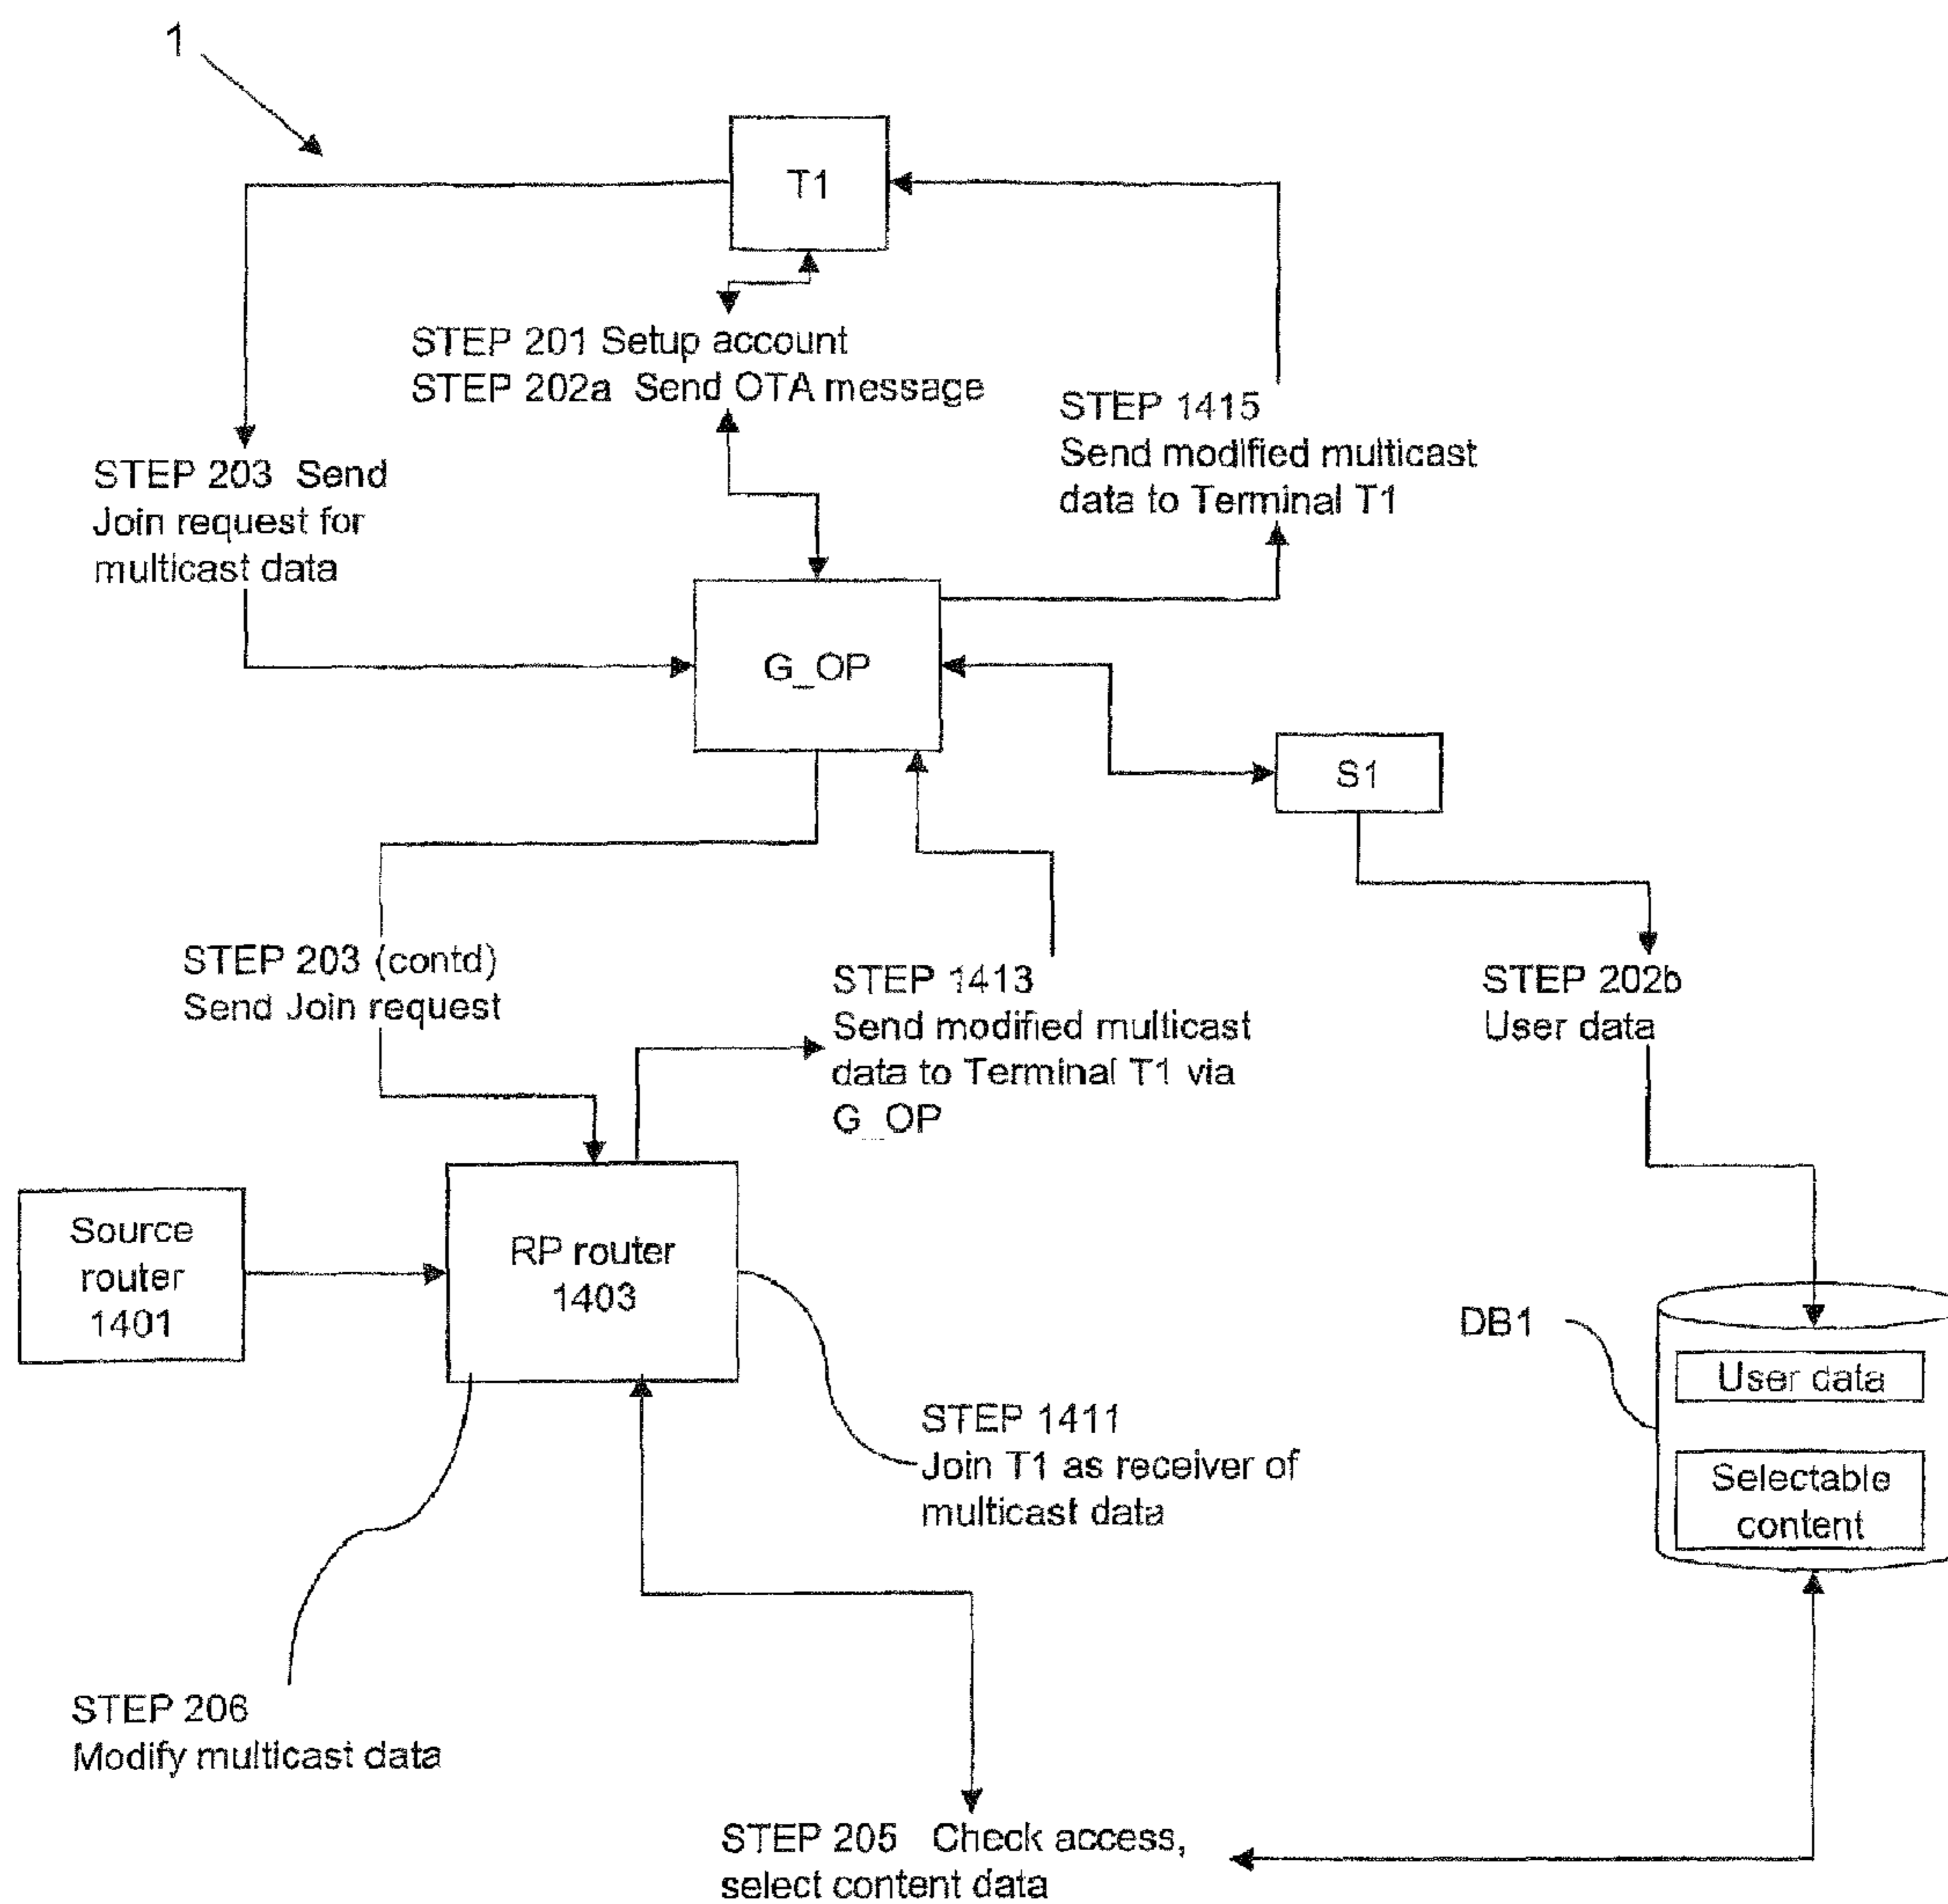 1
T1
STEP 201 Setup account
STEP 202a Send OTA message
STEP 1415
Send modified multicast
data to Terminal T1
STEP 203 Send
Join request for
multicast data
G_OP
S1
STEP 203 (contd)
Send Join request
STEP 1413
Send modified multicast
data to Terminal T1 via
G_OP
STEP 202b
User data
Source
router
1401
RP router
1403
DB1
User data
Selectable
content
STEP 1411
Join T1 as receiver of
multicast data
STEP 206
Modify multicast data
STEP 205 Check access,
select content data